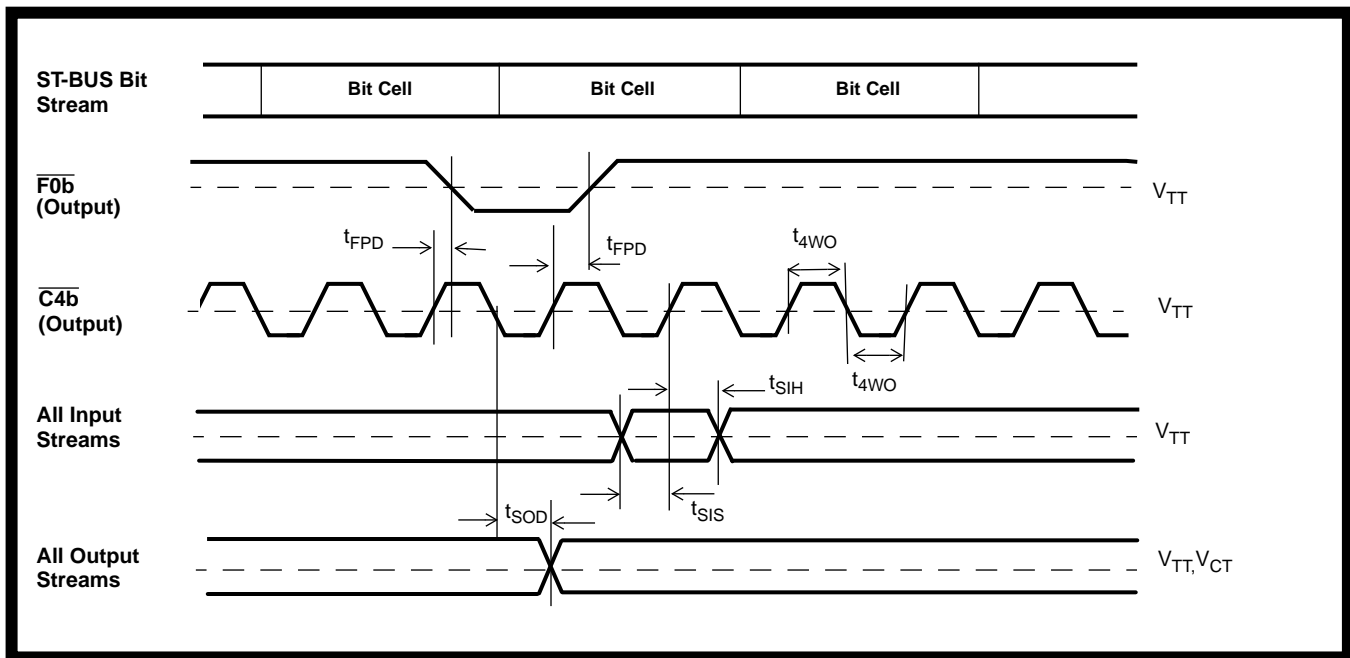 ST-BUS Bit
Stream
Bit Cell
Bit Cell
Bit Cell
F0b
(Output)
VTT
tFPD
tFPD
t4WO
C4b
(Output)
VTT
t4WO
tSIH
All Input
Streams
VTT
tSIS
tSOD
All Output
Streams
VTT,VCT